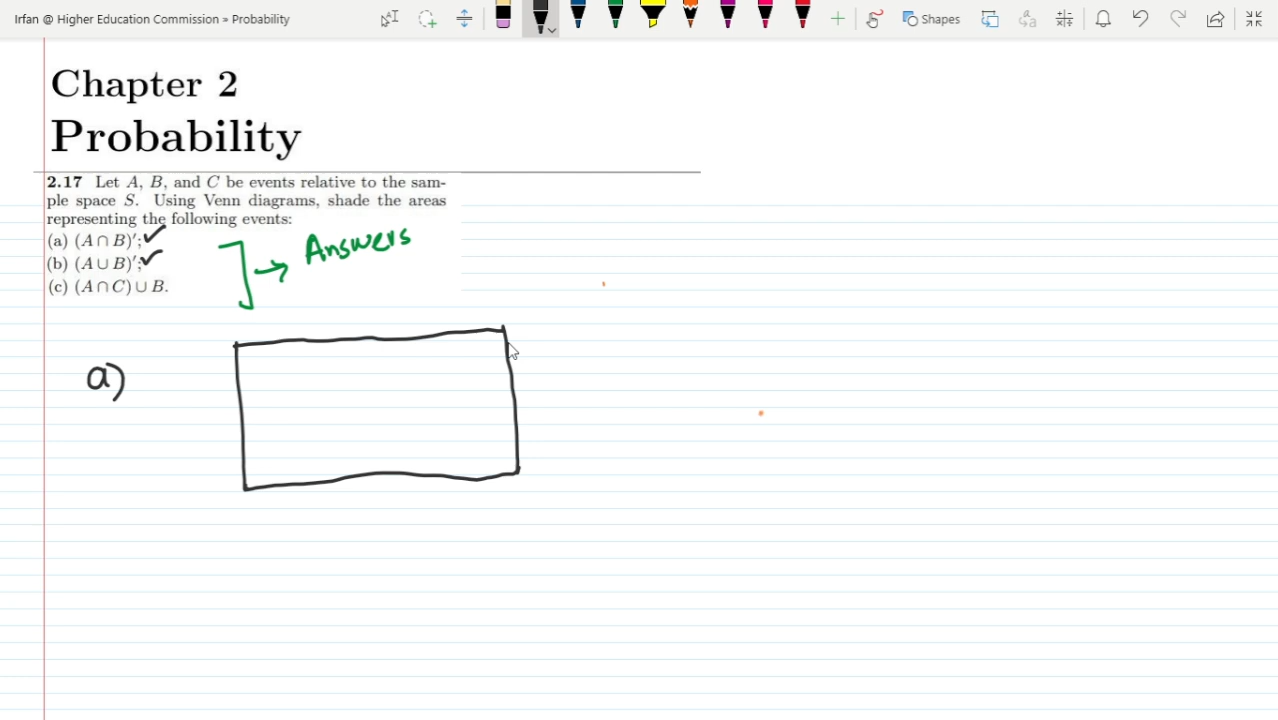 Irfan @ Higher Education Commission » Probability
Shapes
Chapter 2
Probability
2.17 Let A, B, and C be events relative to the sam-
ple space S. Using Venn diagrams, shade the areas
representing the following events:
(a) (A ∩ B)′;
(b) (A ∪ B)′;
(c) (A ∩ C) ∪ B.
Answers
a)